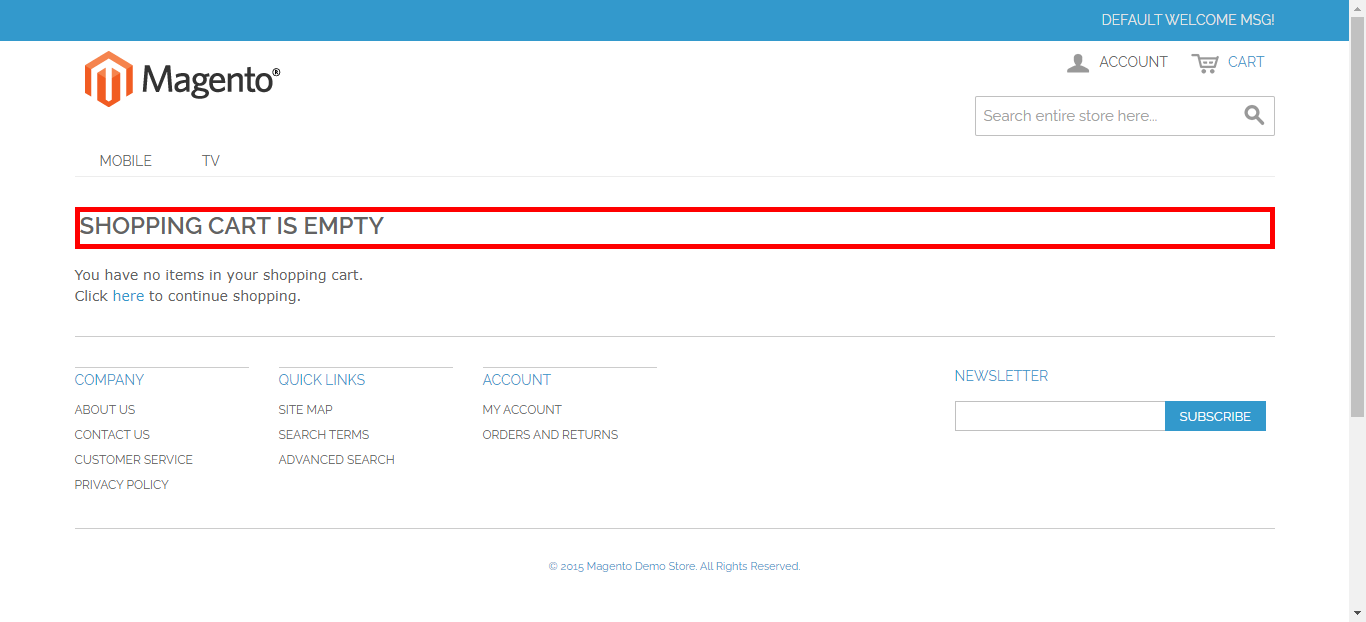 DEFAULT WELCOME MSG!
Magento®
ACCOUNT CART
Search entire store here...
MOBILE TV
SHOPPING CART IS EMPTY
You have no items in your shopping cart.
Click here to continue shopping.
COMPANY
ABOUT US
CONTACT US
CUSTOMER SERVICE
PRIVACY POLICY
QUICK LINKS
SITE MAP
SEARCH TERMS
ADVANCED SEARCH
ACCOUNT
MY ACCOUNT
ORDERS AND RETURNS
NEWSLETTER
SUBSCRIBE
© 2015 Magento Demo Store. All Rights Reserved.